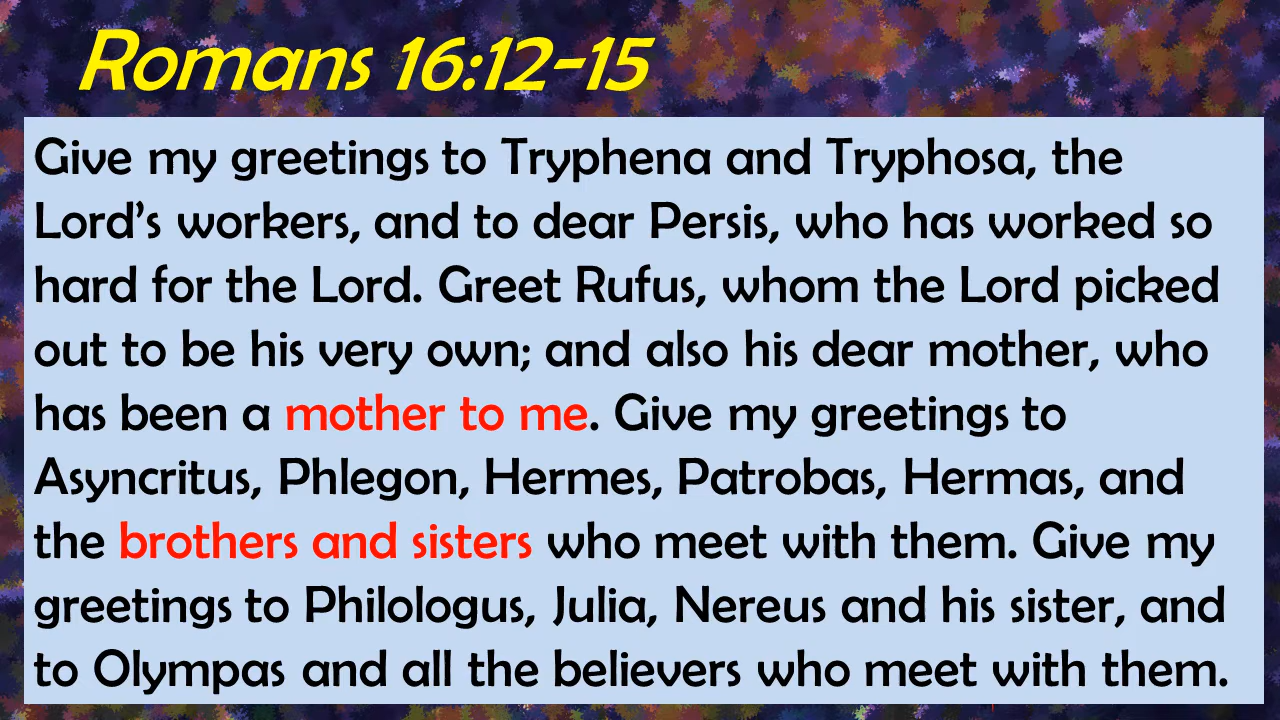 Romans 16:12-15
Give my greetings to Tryphena and Tryphosa, the
Lord’s workers, and to dear Persis, who has worked so
hard for the Lord. Greet Rufus, whom the Lord picked
out to be his very own; and also his dear mother, who
has been a mother to me. Give my greetings to
Asyncritus, Phlegon, Hermes, Patrobas, Hermas, and
the brothers and sisters who meet with them. Give my
greetings to Philologus, Julia, Nereus and his sister, and
to Olympas and all the believers who meet with them.